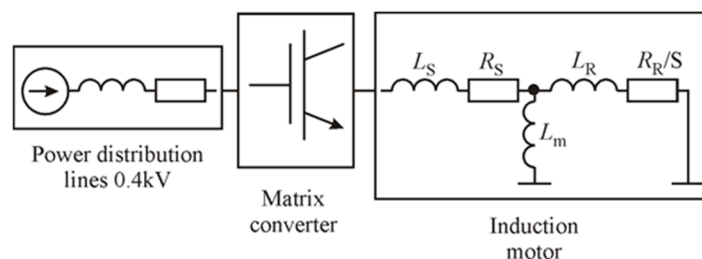 L_S R_S L_R R_R/S
L_m
Power distribution
lines 0.4kV
Matrix
converter
Induction
motor